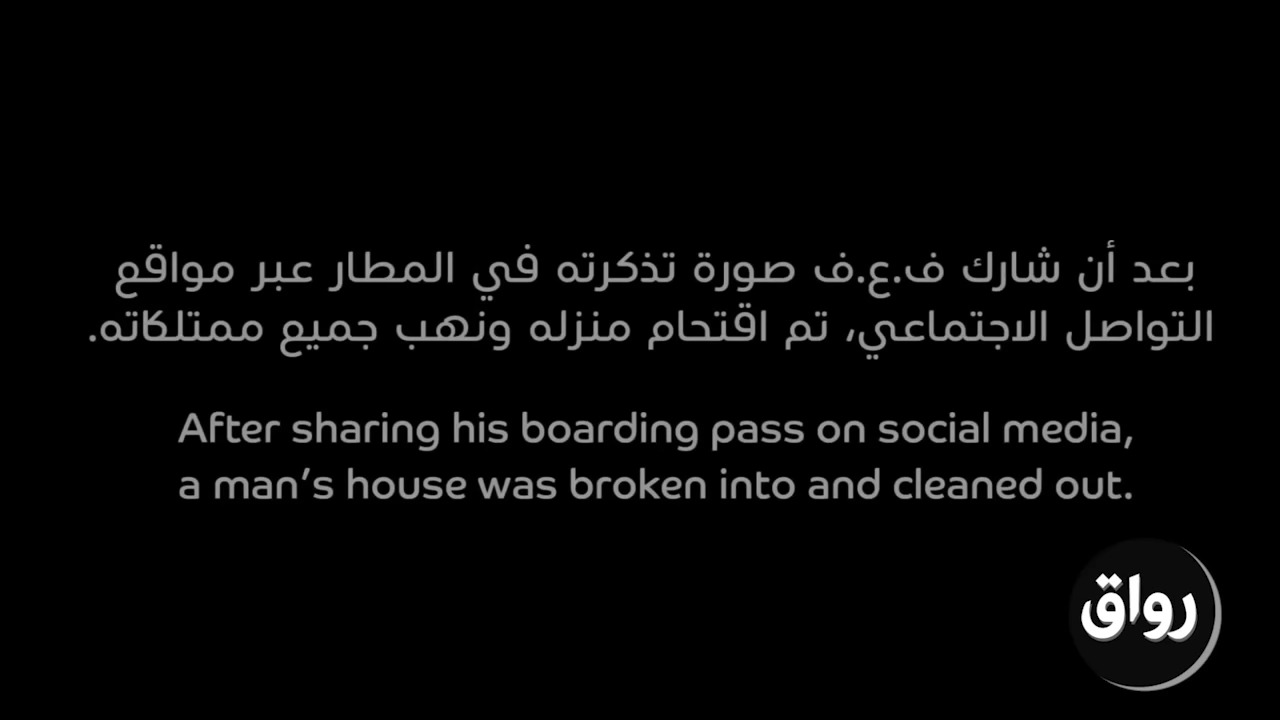 بعد أن شارك ف.ع.ف صورة تذكرته في المطار عبر مواقع
التواصل الاجتماعي، تم اقتحام منزله ونهب جميع ممتلكاته.
After sharing his boarding pass on social media,
a man's house was broken into and cleaned out.
رواق